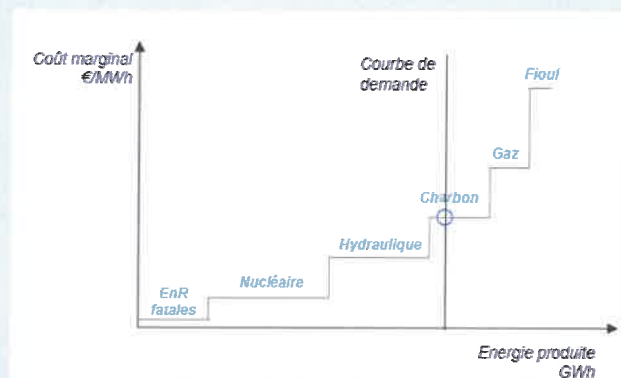 Coût marginal
€/MWh
Courbe de
demande
Fioul
Gaz
Charbon
Hydraulique
Nucléaire
EnR
fatales
Energie produite
GWh